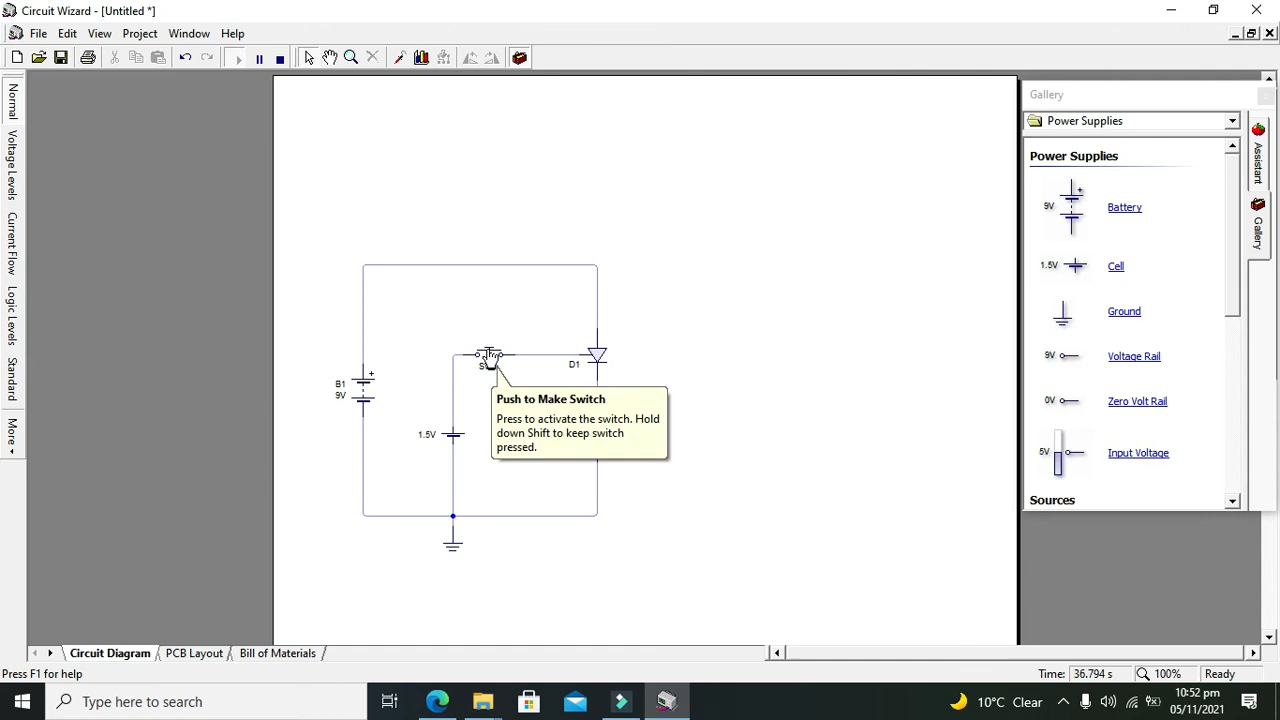 Circuit Wizard - [Untitled *]
File Edit View Project Window Help
Normal
Voltage Levels
Current Flow
Logic Levels
Standard
More
B1
9V
1.5V
D1
Push to Make Switch
Press to activate the switch. Hold
down Shift to keep switch
pressed.
Gallery
Power Supplies
Power Supplies
9V
+
Battery
1.5V
Cell
Ground
9V
Voltage Rail
0V
Zero Volt Rail
5V
Input Voltage
Sources
Assistant
Gallery
Circuit Diagram PCB Layout Bill of Materials
Press F1 for help
Time: 36.794 s
100%
Ready
Type here to search
10°C Clear
10:52 pm
05/11/2021